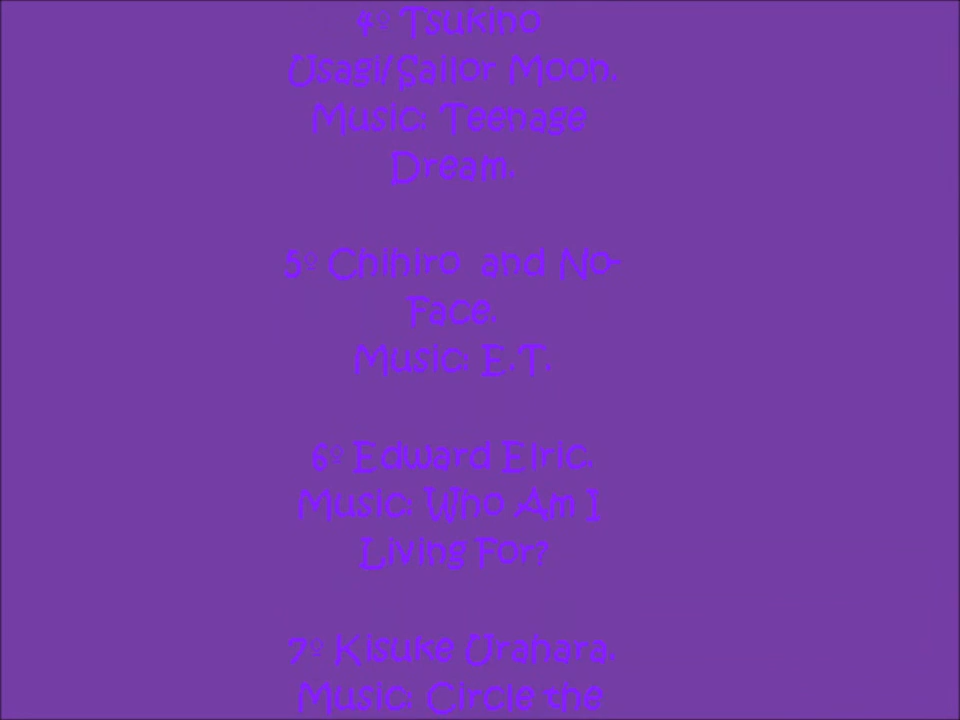 4º Tsukino
Usagi/Sailor Moon.
Music: Teenage
Dream.
5º Chihiro and No-
Face.
Music: E.T.
6º Edward Elric.
Music: Who Am I
Living For?
7º Kisuke Urahara.
Music: Circle the